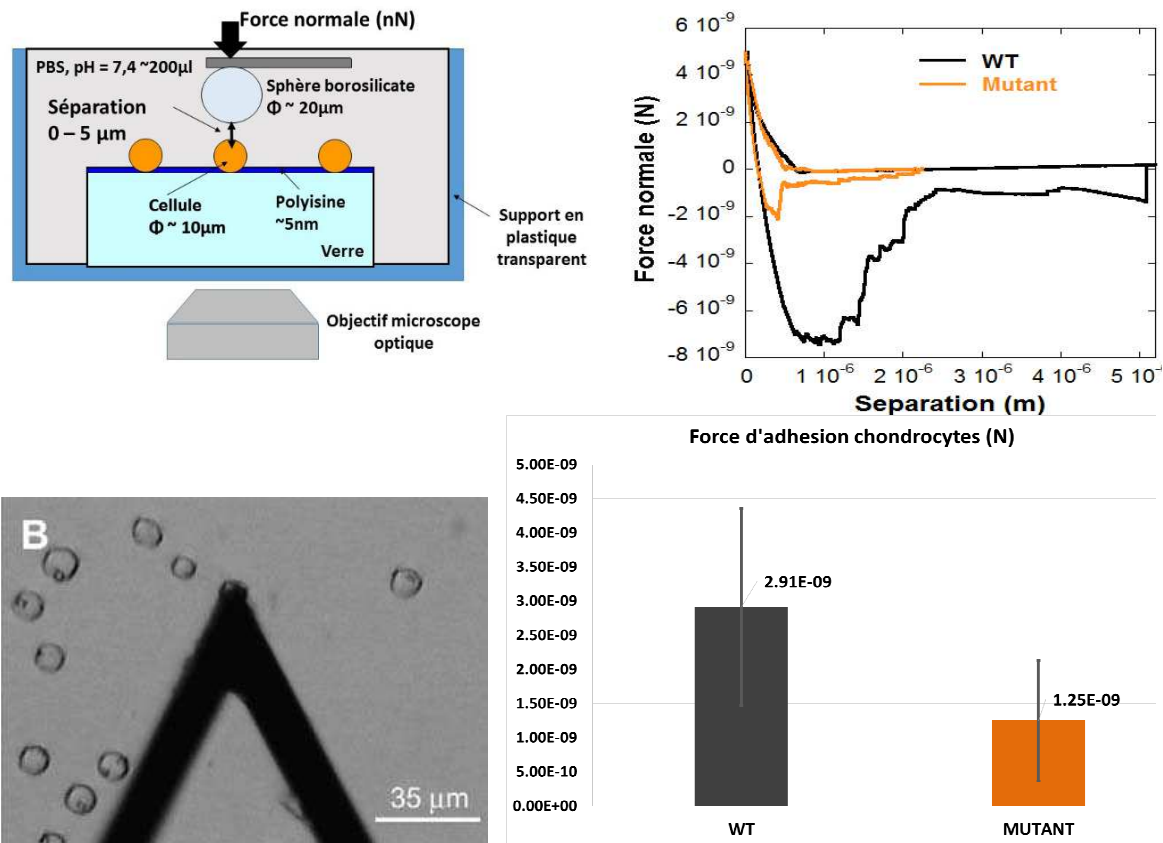 Force normale (nN)
PBS, pH = 7,4 ~200µl
Sphère borosilicate
Φ ~ 20µm
Séparation
0 – 5 µm
Cellule
Φ ~ 10µm
Polyisine
~5nm
Verre
Support en
plastique
transparent
Objectif microscope
optique
6 10⁻⁹
4 10⁻⁹
2 10⁻⁹
0
-2 10⁻⁹
-4 10⁻⁹
-6 10⁻⁹
-8 10⁻⁹
Force normale (N)
WT
Mutant
0 1 10⁻⁶ 2 10⁻⁶ 3 10⁻⁶ 4 10⁻⁶ 5 10⁻
Separation (m)
B
35 µm
Force d'adhesion chondrocytes (N)
5.00E-09
4.50E-09
4.00E-09
3.50E-09
3.00E-09
2.50E-09
2.00E-09
1.50E-09
1.00E-09
5.00E-10
0.00E+00
2.91E-09
1.25E-09
WT
MUTANT